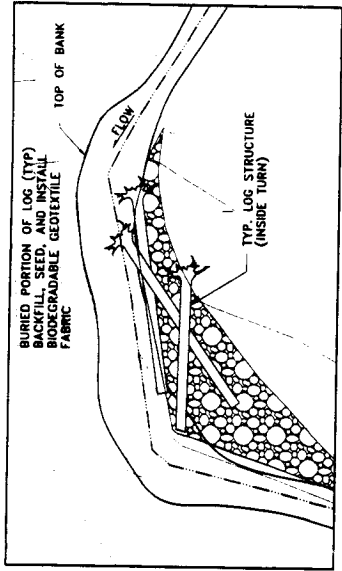 BURIED PORTION OF LOG (TYP)
BACKFILL, SEED, AND INSTALL
BIODEGRADABLE GEOTEXTILE
FABRIC
TOP OF BANK
FLOW
TYP. LOG STRUCTURE
(INSIDE TURN)